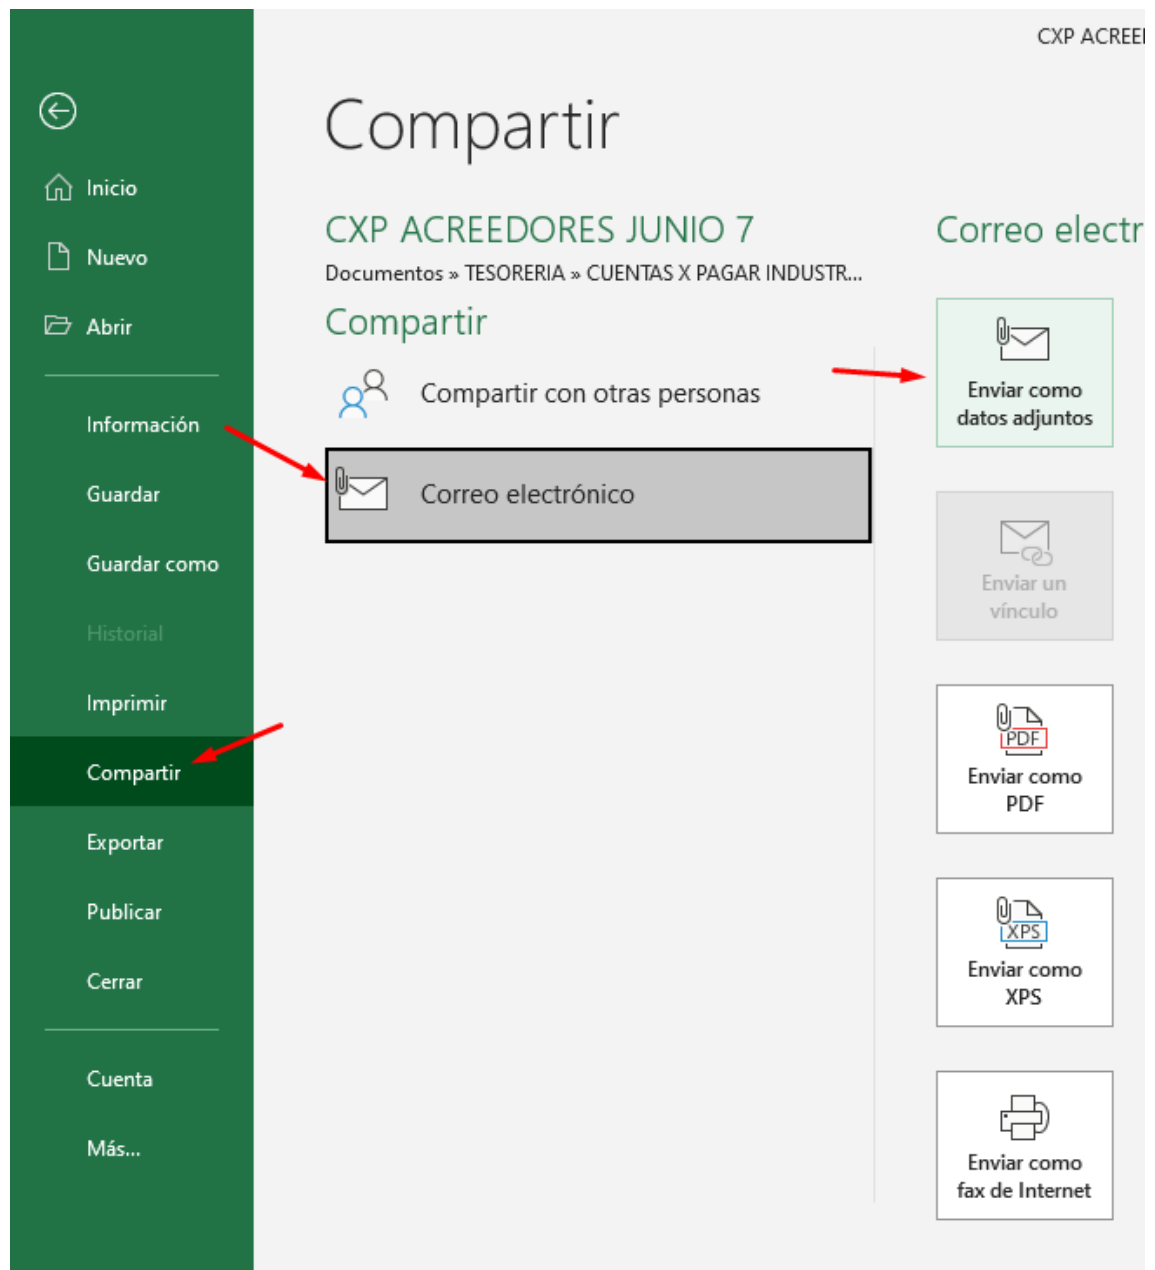 CXP ACREE
Compartir
Inicio
Nuevo
Abrir
Información
Guardar
Guardar como
Historial
Imprimir
Compartir
Exportar
Publicar
Cerrar
Cuenta
Más...
CXP ACREEDORES JUNIO 7
Documentos » TESORERIA » CUENTAS X PAGAR INDUSTR...
Compartir
Compartir con otras personas
Correo electrónico
Correo electr
Enviar como
datos adjuntos
Enviar un
vínculo
PDF
Enviar como
PDF
XPS
Enviar como
XPS
Enviar como
fax de Internet